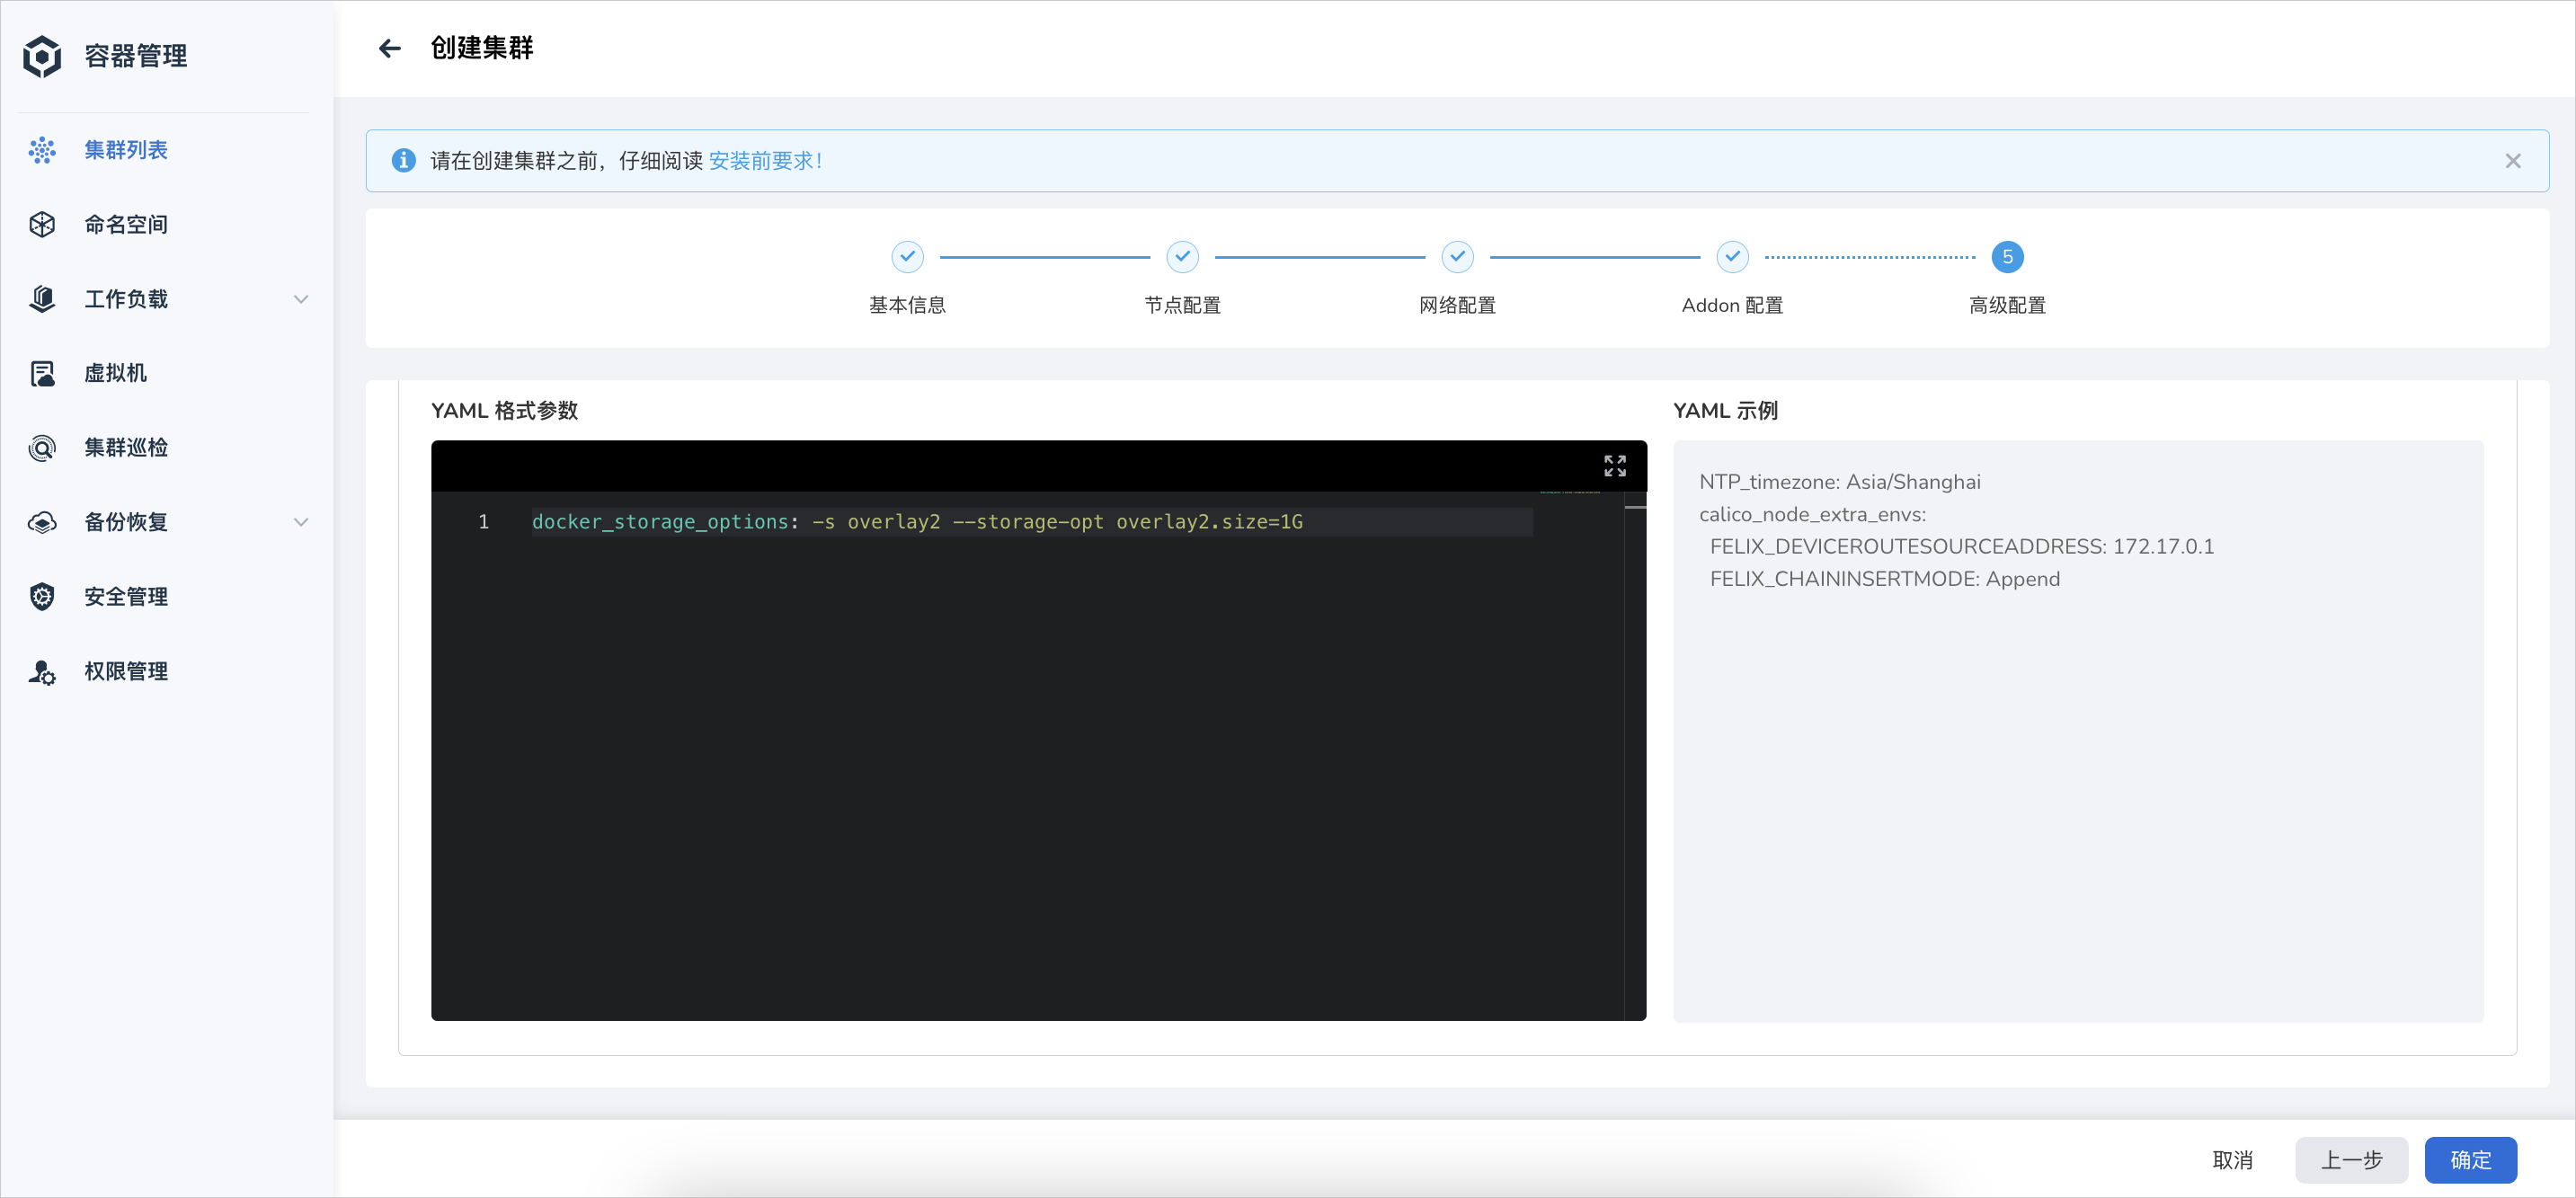 容器管理
集群列表
命名空间
工作负载
虚拟机
集群巡检
备份恢复
安全管理
权限管理
创建集群
请在创建集群之前，仔细阅读 安装前要求！
5
基本信息
节点配置
网络配置
Addon 配置
高级配置
YAML 格式参数
1 docker_storage_options: -s overlay2 --storage-opt overlay2.size=1G
YAML 示例
NTP_timezone: Asia/Shanghai
calico_node_extra_envs:
FELIX_DEVICEROUTESOURCEADDRESS: 172.17.0.1
FELIX_CHAININSERTMODE: Append
取消
上一步
确定